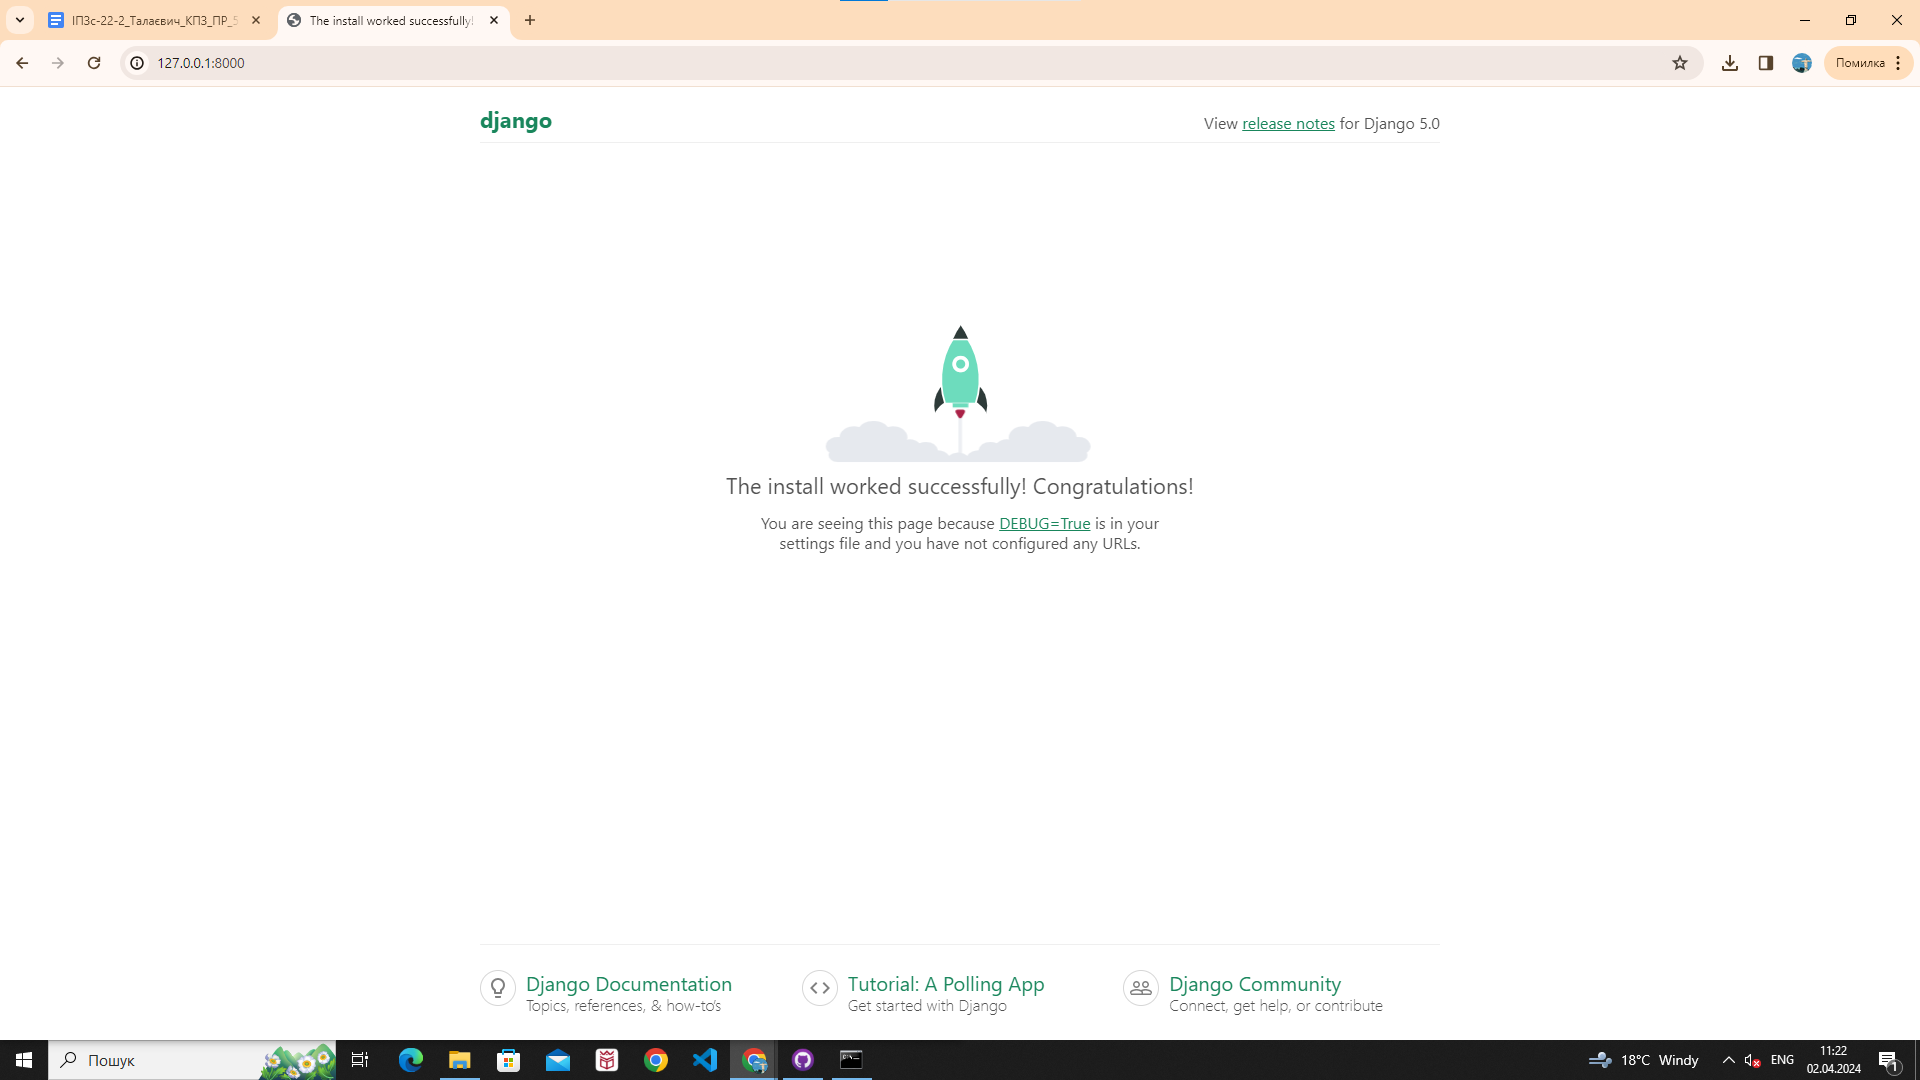 ІПЗс-22-2_Талаєвич_КПЗ_ПР_5
The install worked successfully!
127.0.0.1:8000
Помилка
django
View release notes for Django 5.0
The install worked successfully! Congratulations!
You are seeing this page because DEBUG=True is in your
settings file and you have not configured any URLs.
Django Documentation
Topics, references, & how-to's
Tutorial: A Polling App
Get started with Django
Django Community
Connect, get help, or contribute
Пошук
18°C Windy
ENG
11:22
02.04.2024
1